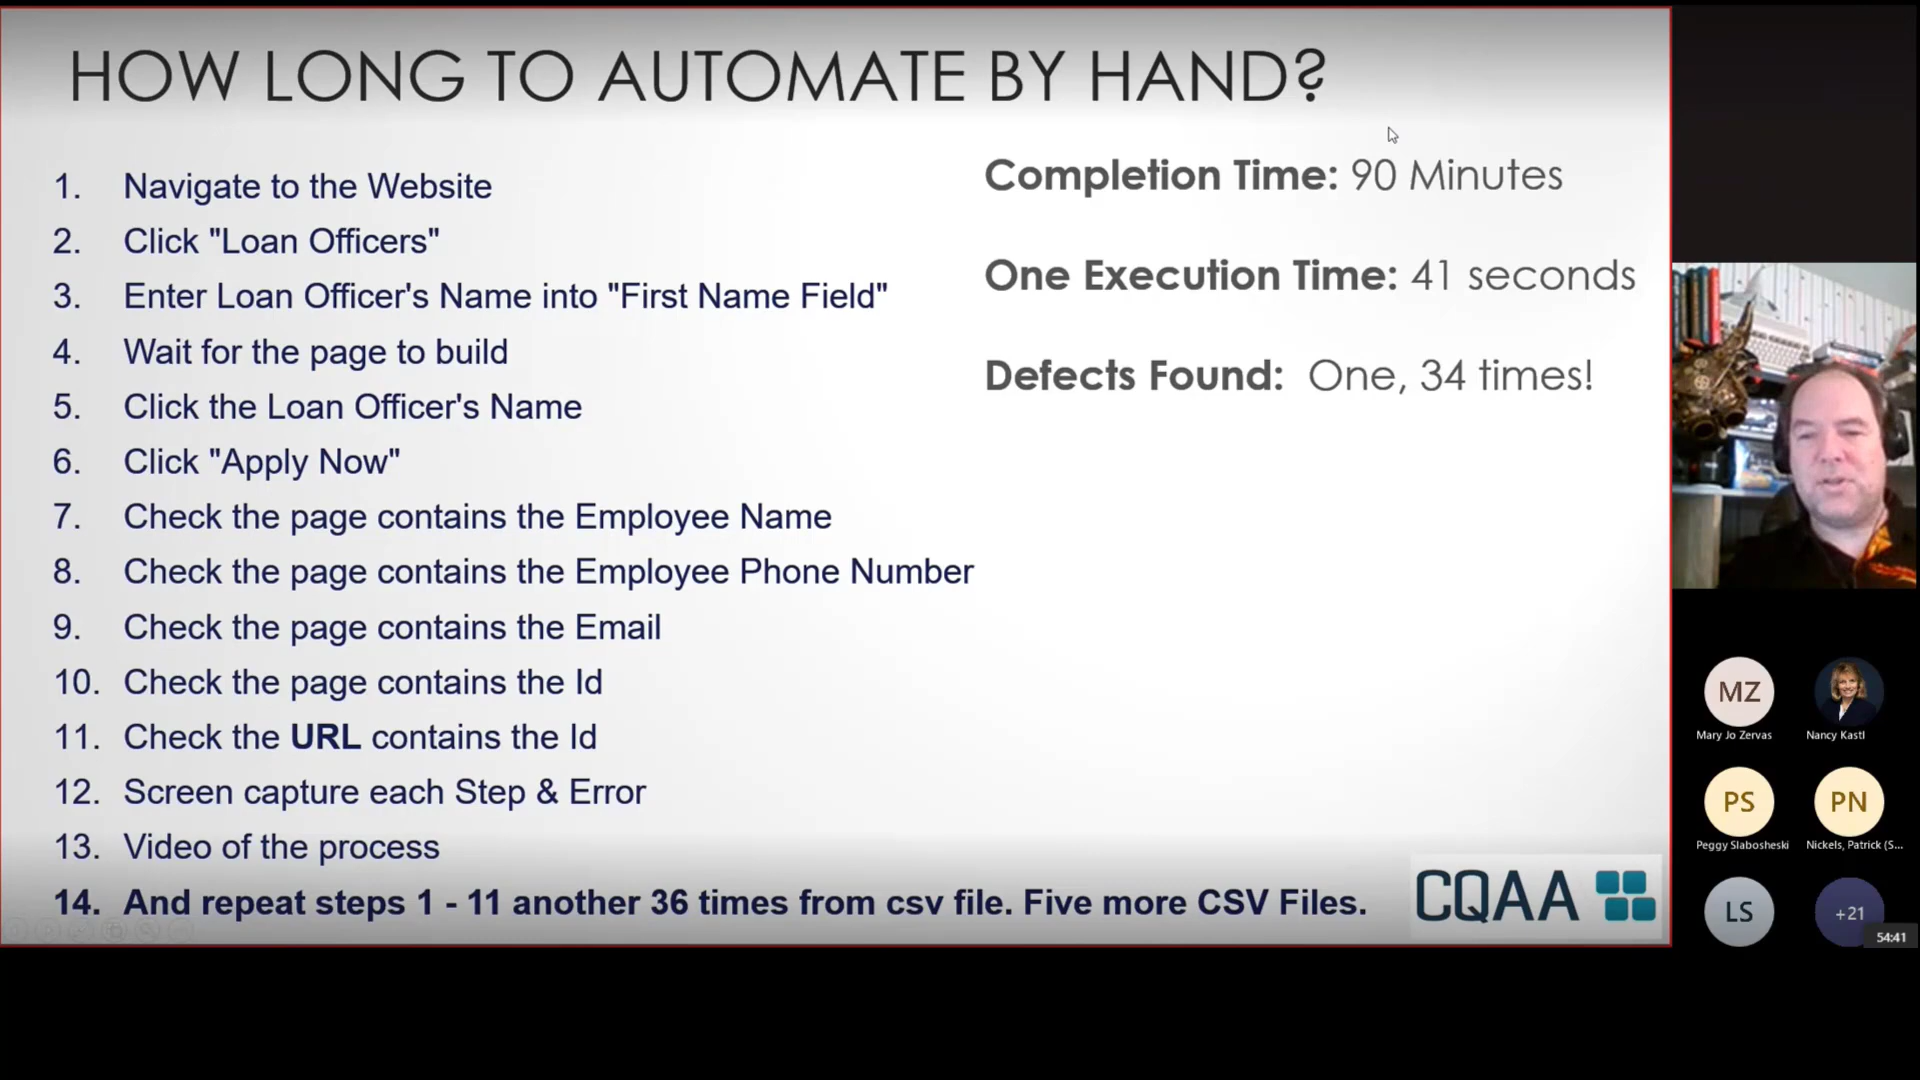 HOW LONG TO AUTOMATE BY HAND?
1. Navigate to the Website
2. Click "Loan Officers"
3. Enter Loan Officer's Name into "First Name Field"
4. Wait for the page to build
5. Click the Loan Officer's Name
6. Click "Apply Now"
7. Check the page contains the Employee Name
8. Check the page contains the Employee Phone Number
9. Check the page contains the Email
10. Check the page contains the Id
11. Check the URL contains the Id
12. Screen capture each Step & Error
13. Video of the process
14. And repeat steps 1 - 11 another 36 times from csv file. Five more CSV Files.
Completion Time: 90 Minutes
One Execution Time: 41 seconds
Defects Found: One, 34 times!
CQAA
MZ
Mary Jo Zervas
Nancy Kastl
PS
Peggy Slabosheski
PN
Nickels, Patrick (S...
LS
+21
54:41